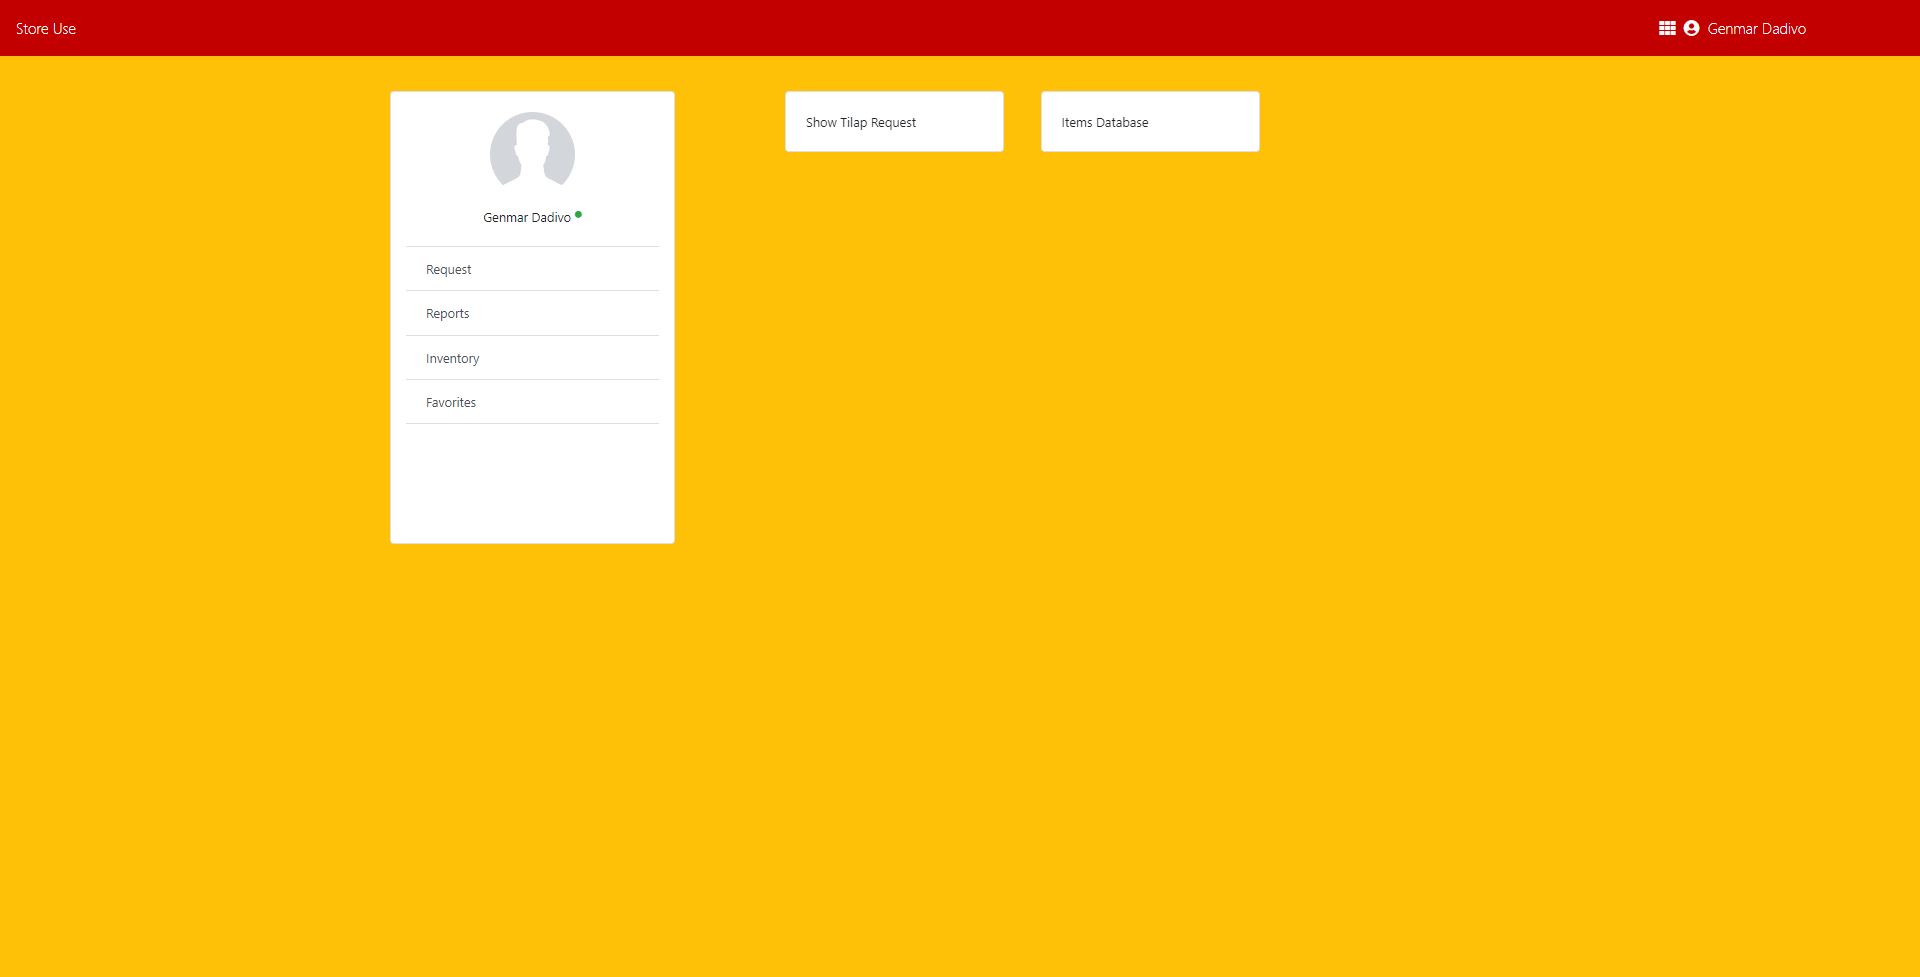 Store Use
Genmar Dadivo
Genmar Dadivo
Request
Reports
Inventory
Favorites
Show Tilap Request
Items Database